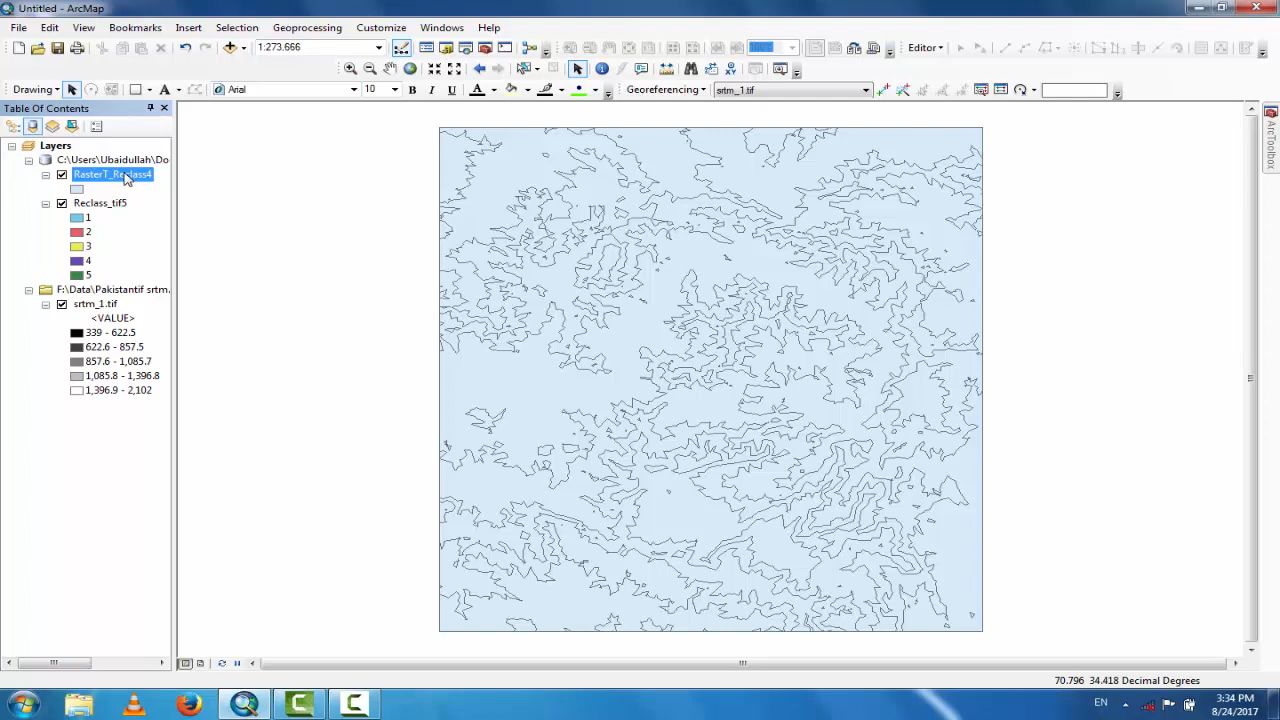 Untitled - ArcMap
File Edit View Bookmarks Insert Selection Geoprocessing Customize Windows Help
1:273,666 Editor
Drawing Arial 10 B I U A Georeferencing srtm_1.tif
Table Of Contents
Layers
C:\Users\Ubaidullah\Do
RasterT_Reclass4
Reclass_tif5
1
2
3
4
5
F:\Data\Pakistantif srtm.
srtm_1.tif
<VALUE>
339 - 622.5
622.6 - 857.5
857.6 - 1,085.7
1,085.8 - 1,396.8
1,396.9 - 2,102
ArcToolbox
70.796 34.418 Decimal Degrees
EN
3:34 PM
8/24/2017